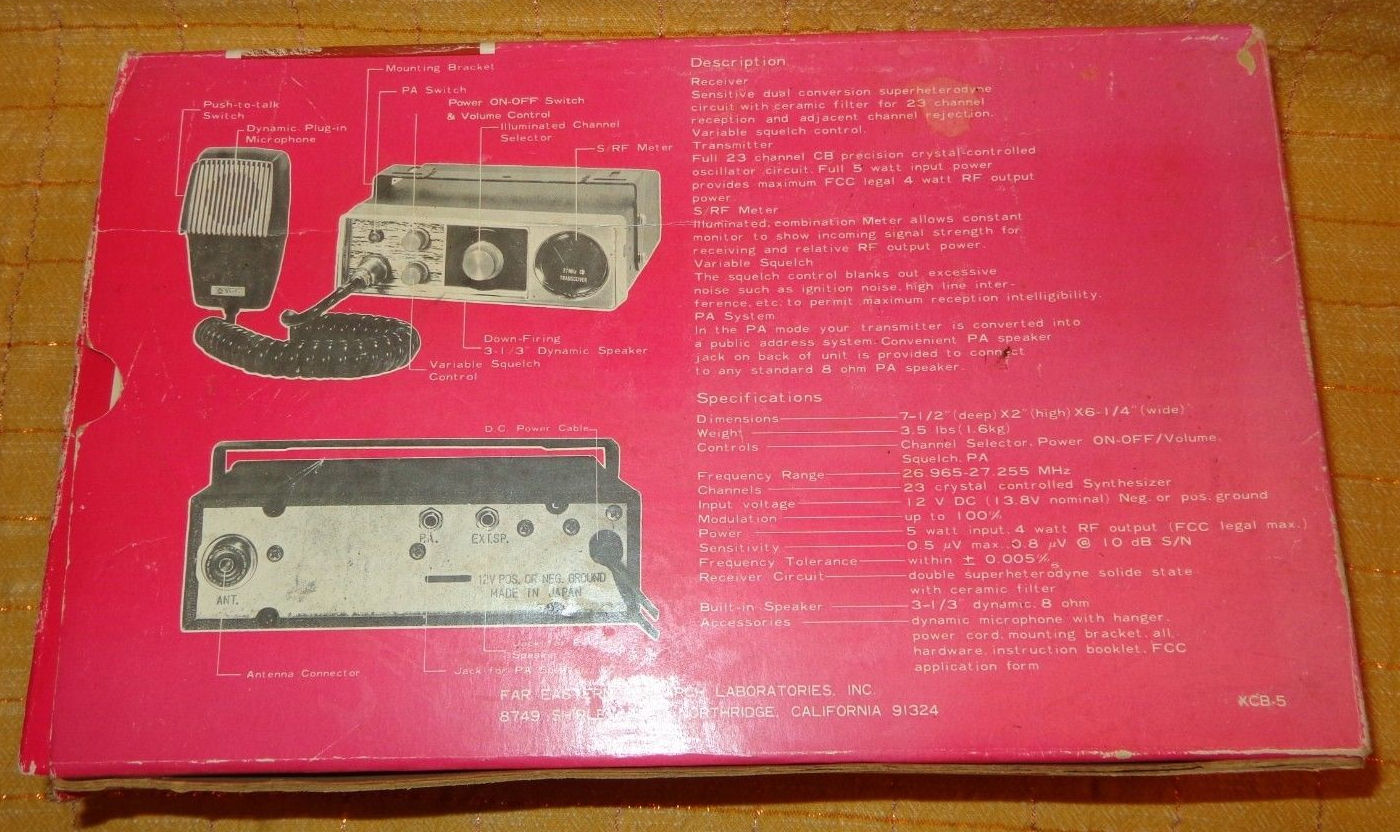 Mounting Bracket
PA Switch
Push-to-talk
Switch
Dynamic Plug-in
Microphone
Power ON-OFF Switch
& Volume Control
Illuminated Channel
Selector
S/RF Meter
27MHz CB
TRANSCEIVER
Down-Firing
3-1/3" Dynamic Speaker
Variable Squelch
Control
D.C. Power Cable
P.A.
EXT.SP.
12V POS. OR NEG. GROUND
MADE IN JAPAN
ANT.
Speaker
Antenna Connector
Jack for PA Speaker
Description
Receiver
Sensitive dual conversion superheterodyne
circuit with ceramic filter for 23 channel
reception and adjacent channel rejection.
Variable squelch control.
Transmitter
Full 23 channel CB precision crystal-controlled
oscillator circuit. Full 5 watt input power
provides maximum FCC legal 4 watt RF output
power
S/RF Meter
Illuminated, combination Meter allows constant
monitor to show incoming signal strength for
receiving and relative RF output power.
Variable Squelch
The squelch control blanks out excessive
noise such as ignition noise, high line inter-
ference, etc. to permit maximum reception intelligibility.
PA System
In the PA mode your transmitter is converted into
a public address system. Convenient PA speaker
jack on back of unit is provided to connect
to any standard 8 ohm PA speaker.
Specifications
Dimensions 7-1/2"(deep)X2"(high)X6-1/4"(wide)
Weight 3.5 lbs(1.6kg)
Controls Channel Selector, Power ON-OFF/Volume,
Squelch, PA
Frequency Range 26.965-27.255 MHz
Channels 23 crystal controlled Synthesizer
Input voltage 12 V DC (13.8V nominal) Neg. or pos. ground
Modulation up to 100%
Power 5 watt input, 4 watt RF output (FCC legal max.)
Sensitivity 0.5 µV max. 0.8 µV @ 10 dB S/N
Frequency Tolerance within ± 0.005%
Receiver Circuit double superheterodyne solide state
with ceramic filter
Built-in Speaker 3-1/3" dynamic, 8 ohm
Accessories dynamic microphone with hanger,
power cord, mounting bracket, all
hardware, instruction booklet, FCC
application form
FAR EASTERN LABORATORIES, INC.
8749 NORTHRIDGE, CALIFORNIA 91324
KCB-5